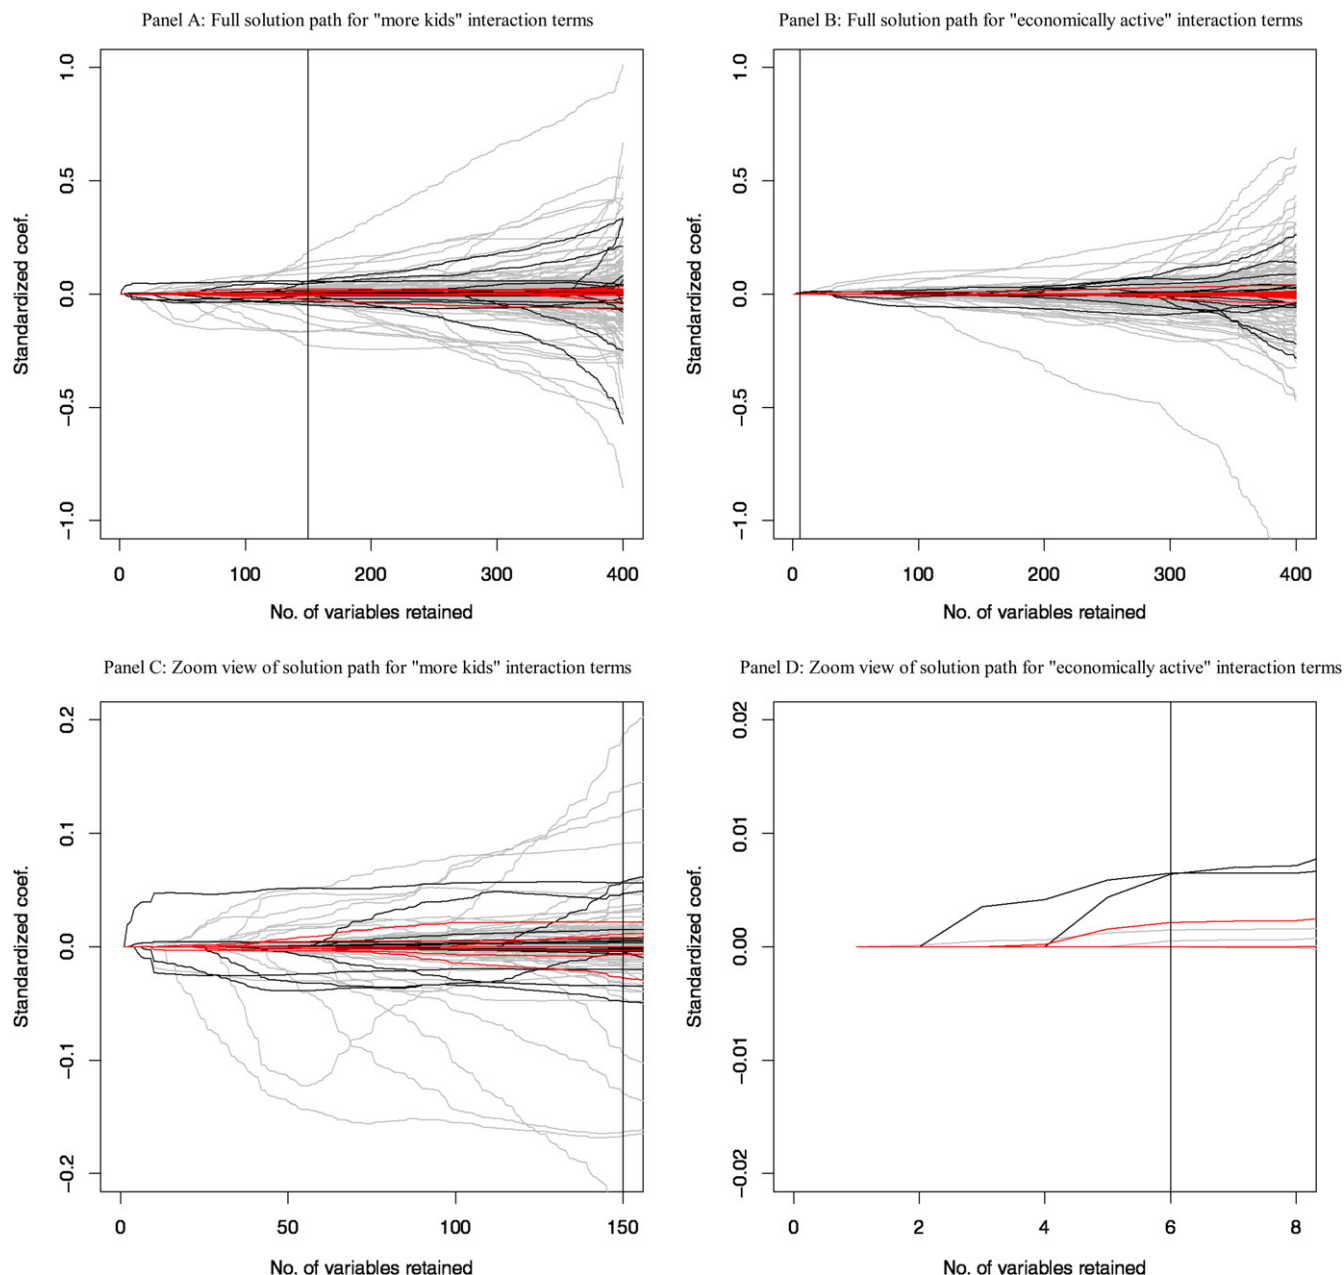 Panel A: Full solution path for "more kids" interaction terms
Standardized coef.
1.0
0.5
0.0
−0.5
−1.0
0 100 200 300 400
No. of variables retained
Panel B: Full solution path for "economically active" interaction terms
Standardized coef.
1.0
0.5
0.0
−0.5
−1.0
0 100 200 300 400
No. of variables retained
Panel C: Zoom view of solution path for "more kids" interaction terms
Standardized coef.
0.2
0.1
0.0
−0.1
−0.2
0 50 100 150
No. of variables retained
Panel D: Zoom view of solution path for "economically active" interaction terms
Standardized coef.
0.02
0.01
0.00
−0.01
−0.02
0 2 4 6 8
No. of variables retained